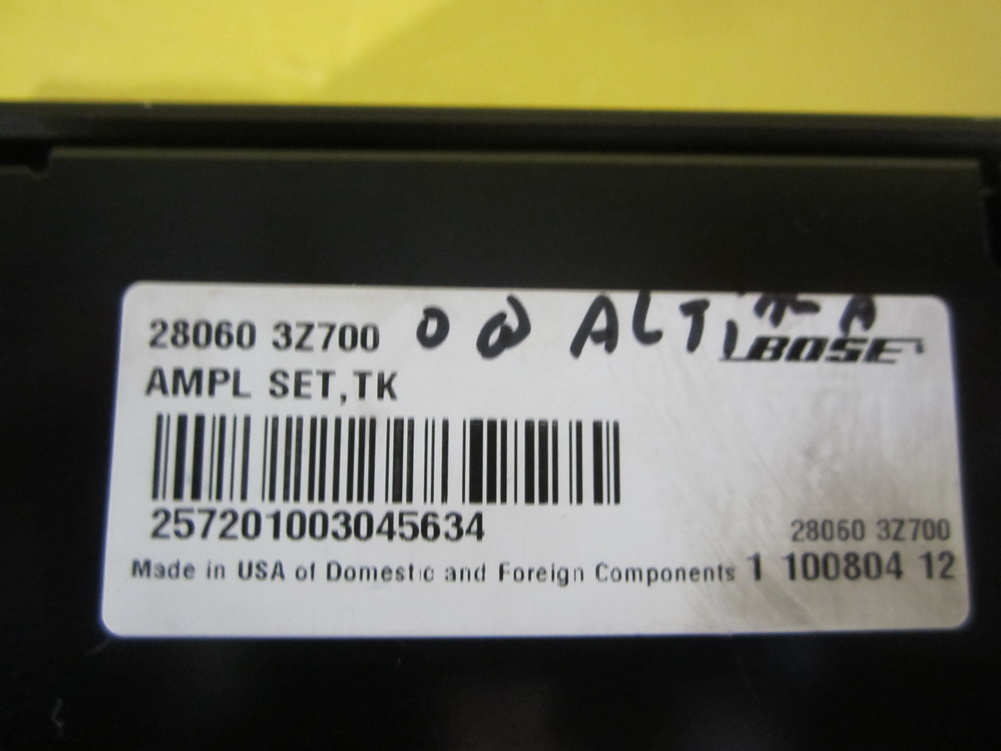 28060 3Z700
ALTIMA
BOSE
AMPL SET,TK
257201003045634
28060 3Z700
Made in USA of Domestic and Foreign Components 1 100804 12